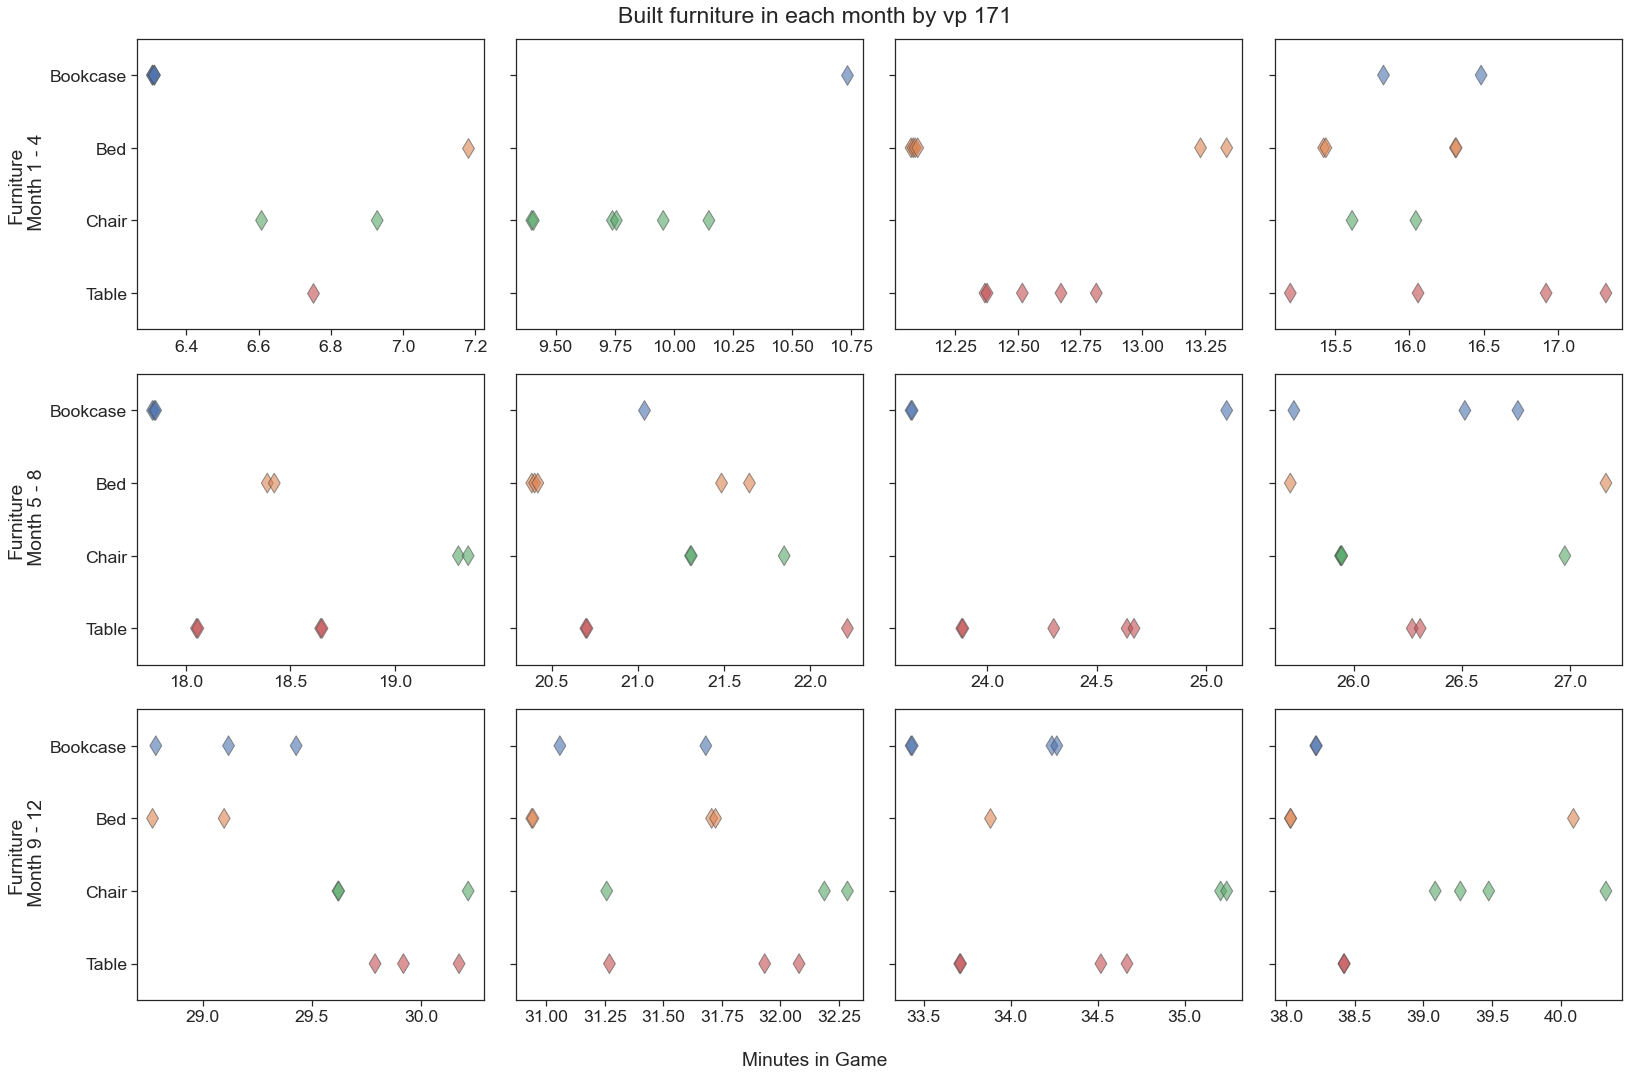 Built furniture in each month by vp 171
Furniture
Month 1 - 4
Bookcase
Bed
Chair
Table
6.4 6.6 6.8 7.0 7.2
9.50 9.75 10.00 10.25 10.50 10.75
12.25 12.50 12.75 13.00 13.25
15.5 16.0 16.5 17.0
Furniture
Month 5 - 8
Bookcase
Bed
Chair
Table
18.0 18.5 19.0
20.5 21.0 21.5 22.0
24.0 24.5 25.0
26.0 26.5 27.0
Furniture
Month 9 - 12
Bookcase
Bed
Chair
Table
29.0 29.5 30.0
31.00 31.25 31.50 31.75 32.00 32.25
33.5 34.0 34.5 35.0
38.0 38.5 39.0 39.5 40.0
Minutes in Game